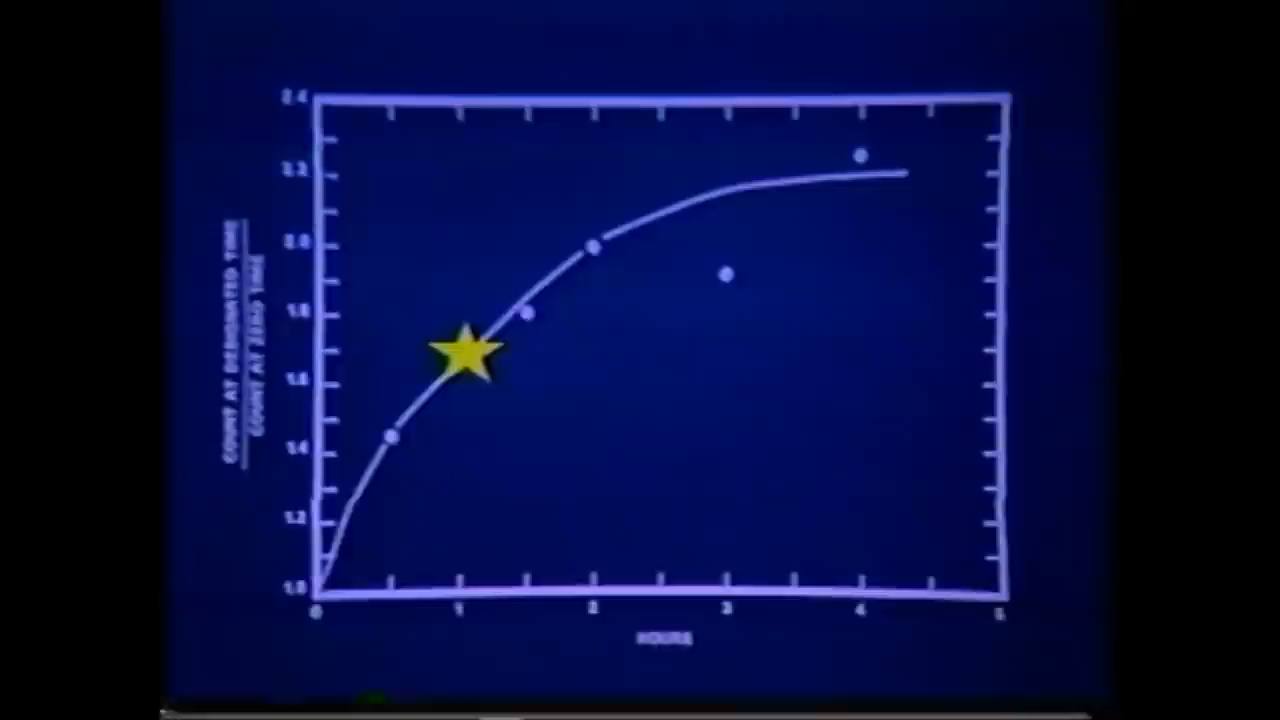 2.4
2.2
2.0
1.8
1.6
1.4
1.2
1.0
0 1 2 3 4 5
HOURS
COUNT AT DESIGNATED TIME
COUNT AT ZERO TIME